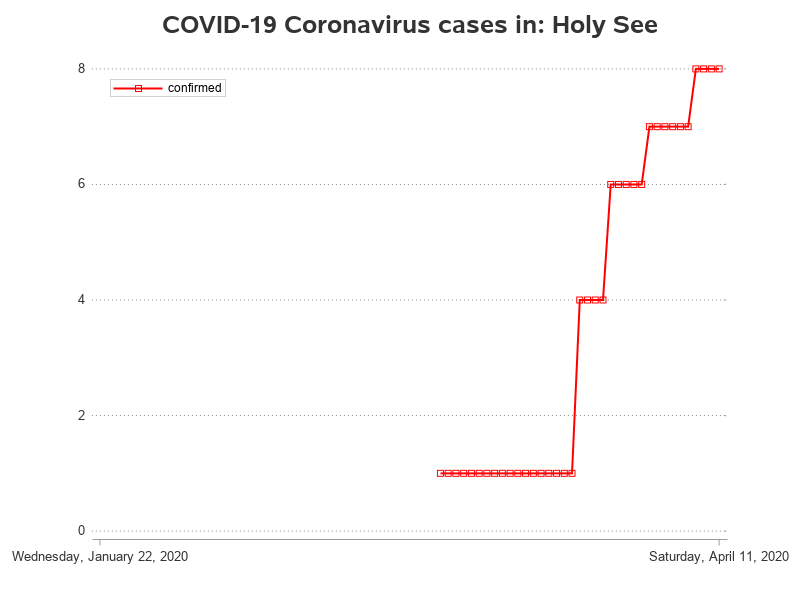 COVID-19 Coronavirus cases in: Holy See
8
confirmed
6
4
2
0
Wednesday, January 22, 2020
Saturday, April 11, 2020